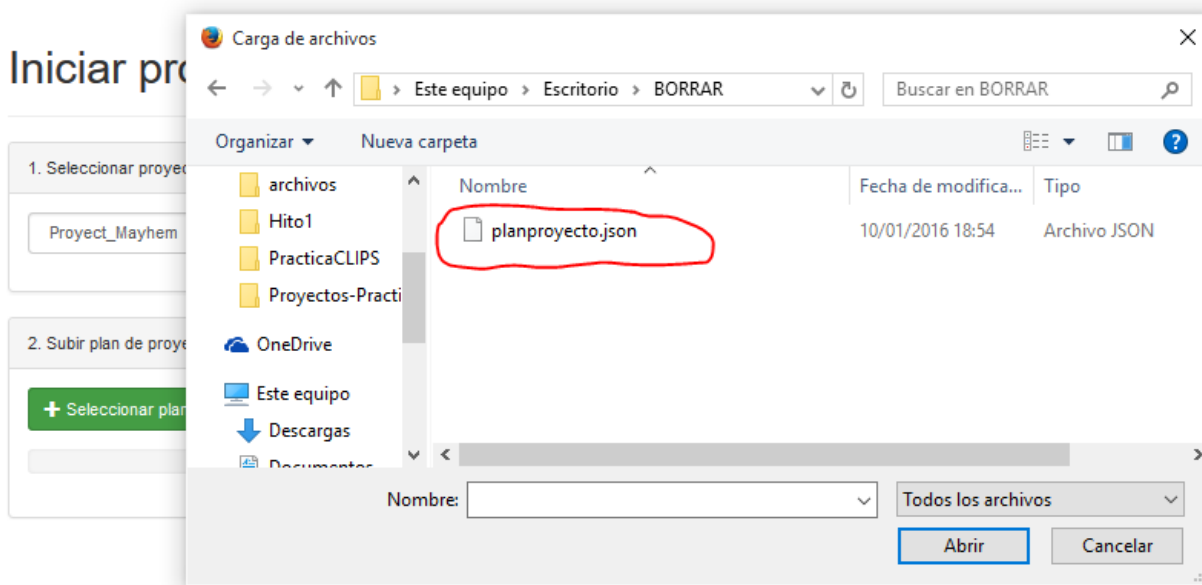 Carga de archivos
Iniciar pro
Este equipo > Escritorio > BORRAR
Buscar en BORRAR
Organizar
Nueva carpeta
1. Seleccionar proyec
Proyect_Mayhem
2. Subir plan de proye
+ Seleccionar plan
archivos
Hito1
PracticaCLIPS
Proyectos-Practi
OneDrive
Este equipo
Descargas
Documentos
Nombre
Fecha de modifica...
Tipo
planproyecto.json
10/01/2016 18:54
Archivo JSON
Nombre:
Todos los archivos
Abrir
Cancelar